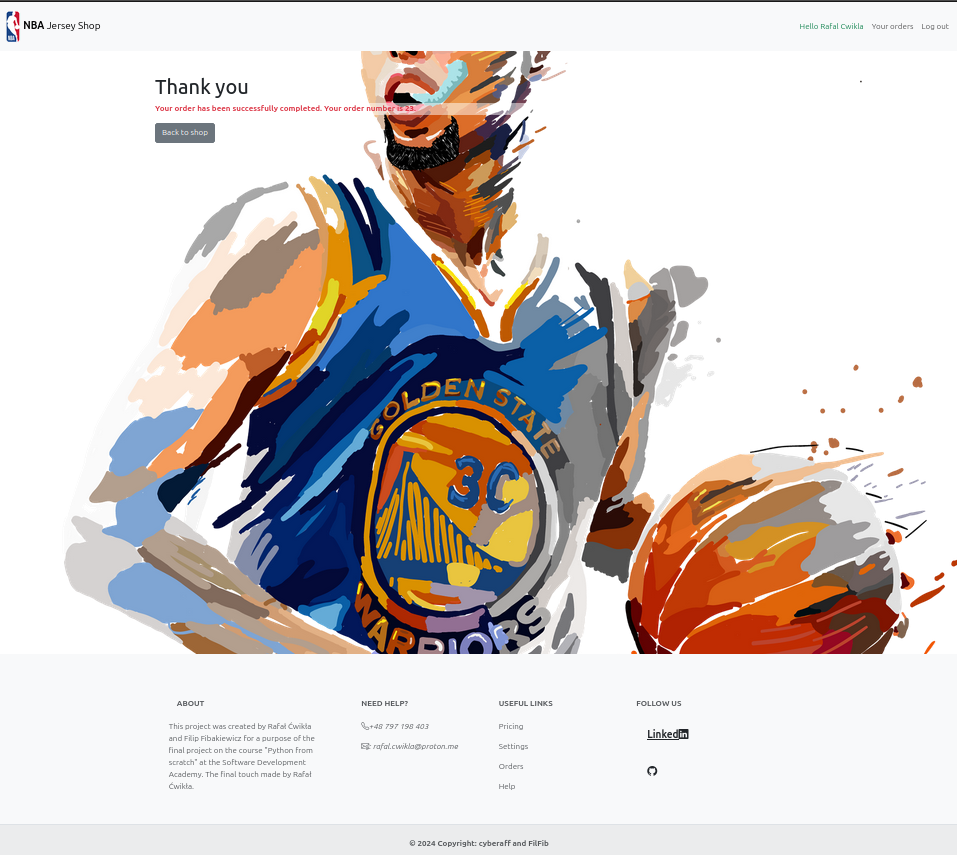 NBA Jersey Shop
Hello Rafal Cwikla Your orders Log out
Thank you
Your order has been successfully completed. Your order number is 23.
Back to shop
GOLDEN STATE
30
WARRIORS
ABOUT
This project was created by Rafał Ćwikła
and Filip Fibakiewicz for a purpose of the
final project on the course "Python from
scratch" at the Software Development
Academy. The final touch made by Rafał
Ćwikła.
NEED HELP?
+48 797 198 403
: rafal.cwikla@proton.me
USEFUL LINKS
Pricing
Settings
Orders
Help
FOLLOW US
Linkedin
© 2024 Copyright: cyberaff and FilFib